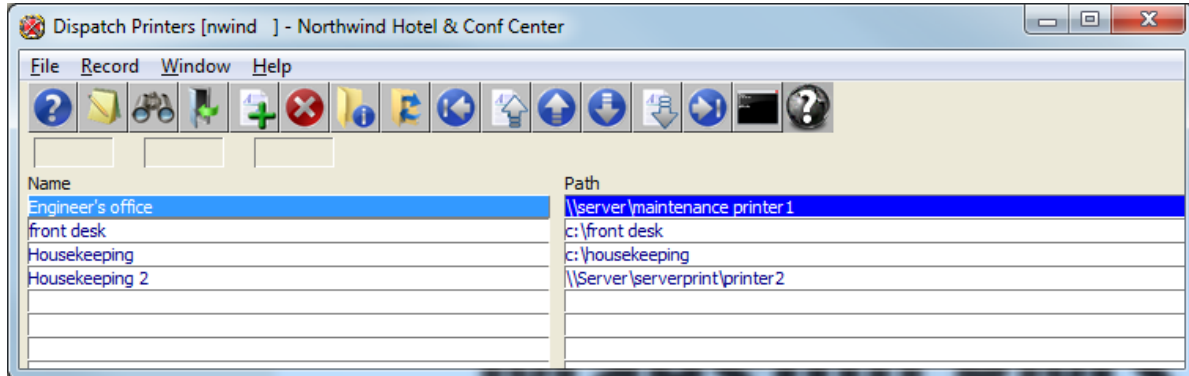 Dispatch Printers [nwind   ] - Northwind Hotel & Conf Center
File Record Window Help
Name Path
Engineer's office \\server\maintenance printer1
front desk c:\front desk
Housekeeping c:\housekeeping
Housekeeping 2 \\Server\serverprint\printer2